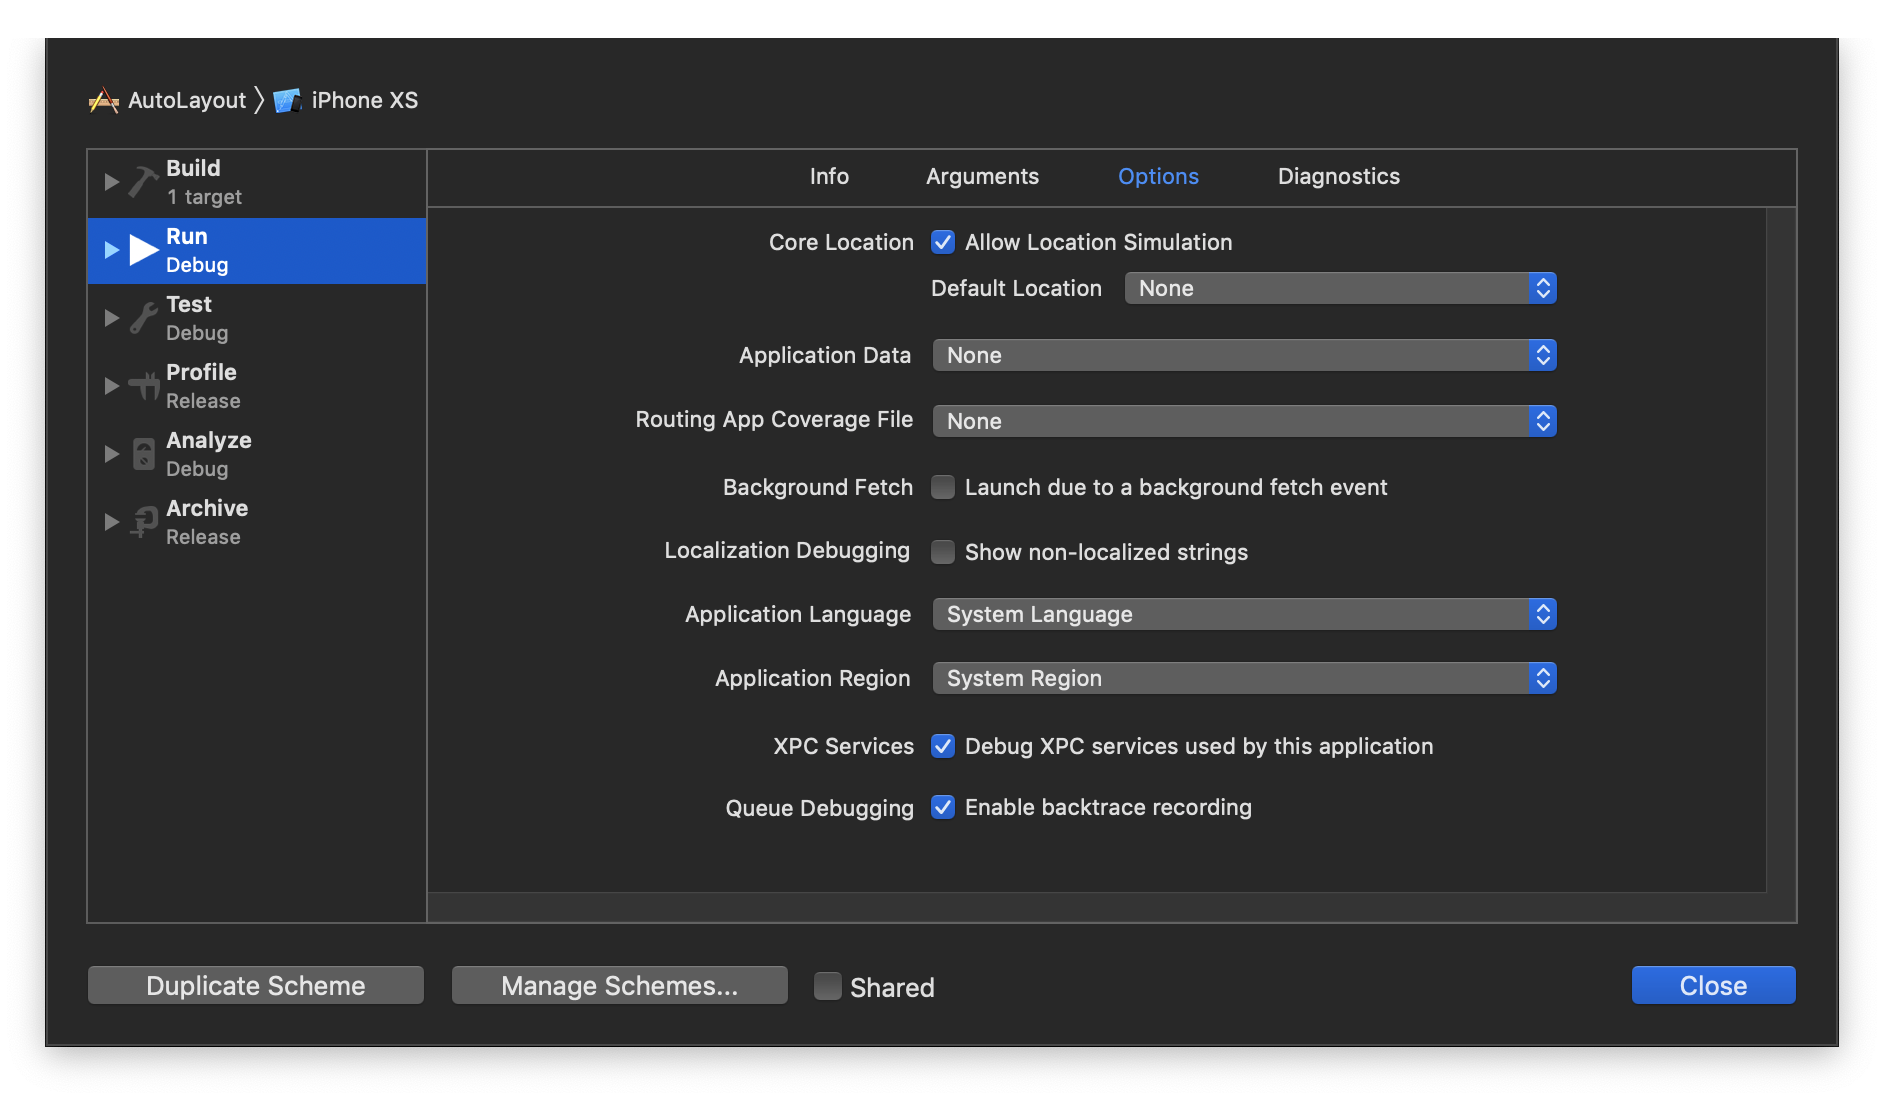 AutoLayout 〉 iPhone XS
Build
1 target
Run
Debug
Test
Debug
Profile
Release
Analyze
Debug
Archive
Release
Info Arguments Options Diagnostics
Core Location Allow Location Simulation
Default Location None
Application Data None
Routing App Coverage File None
Background Fetch Launch due to a background fetch event
Localization Debugging Show non-localized strings
Application Language System Language
Application Region System Region
XPC Services Debug XPC services used by this application
Queue Debugging Enable backtrace recording
Duplicate Scheme Manage Schemes... Shared Close